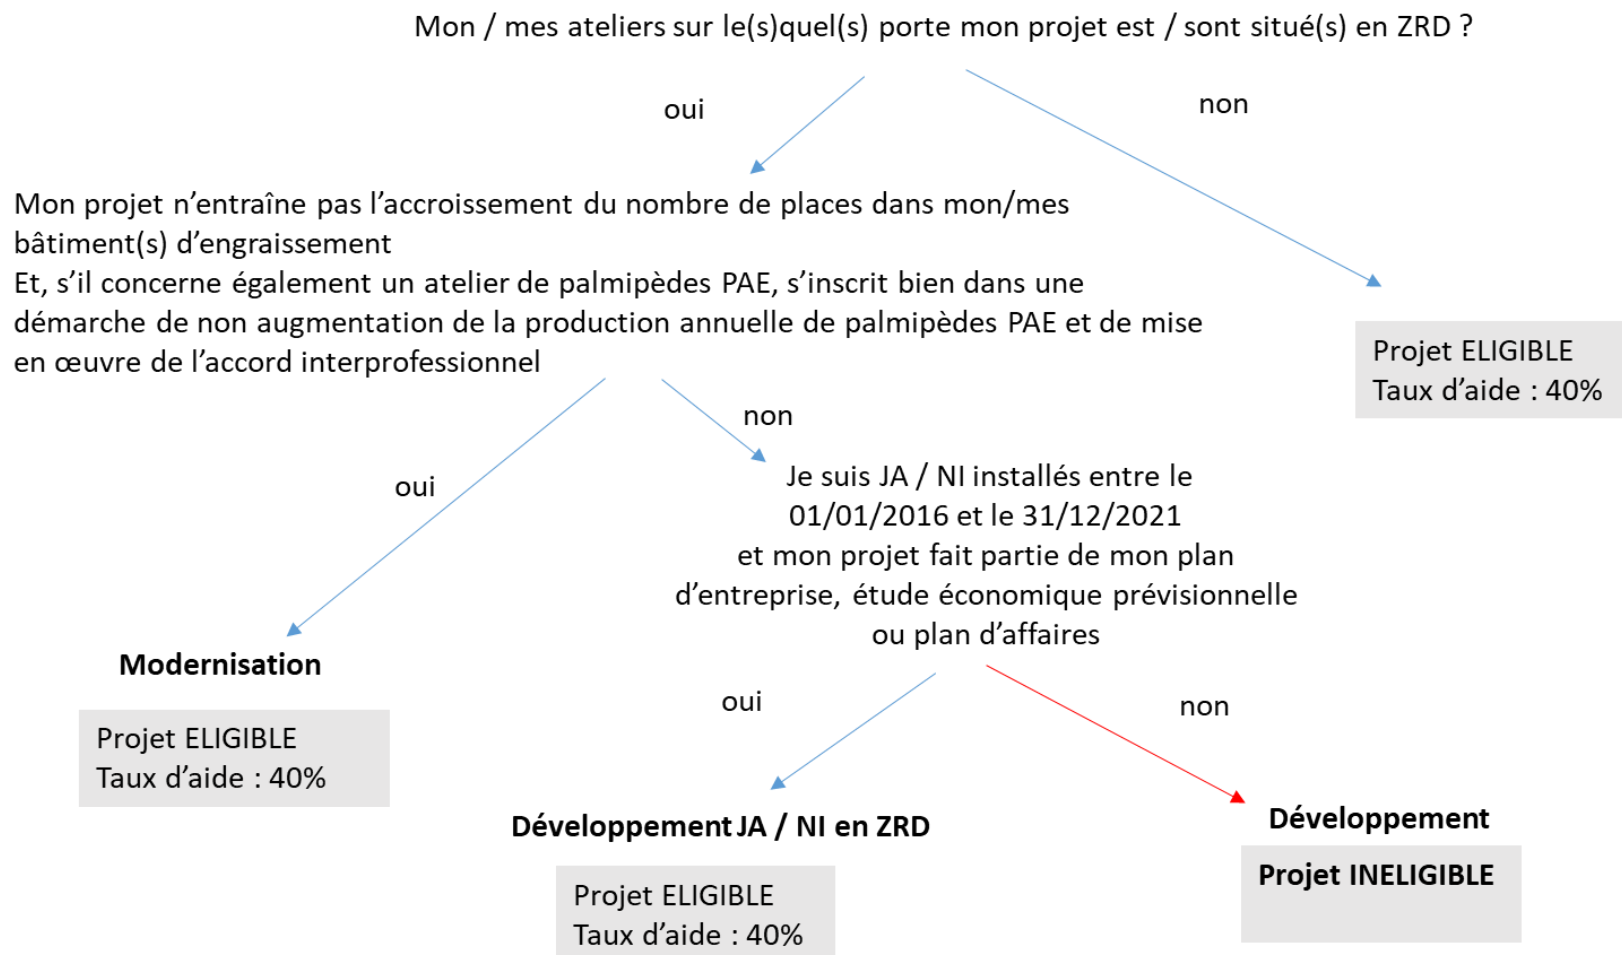 Mon / mes ateliers sur le(s)quel(s) porte mon projet est / sont situé(s) en ZRD ?
oui
non
Mon projet n’entraîne pas l’accroissement du nombre de places dans mon/mes
bâtiment(s) d’engraissement
Et, s’il concerne également un atelier de palmipèdes PAE, s’inscrit bien dans une
démarche de non augmentation de la production annuelle de palmipèdes PAE et de mise
en œuvre de l’accord interprofessionnel
Projet ELIGIBLE
Taux d’aide : 40%
oui
non
Je suis JA / NI installés entre le
01/01/2016 et le 31/12/2021
et mon projet fait partie de mon plan
d’entreprise, étude économique prévisionnelle
ou plan d’affaires
Modernisation
Projet ELIGIBLE
Taux d’aide : 40%
oui
non
Développement JA / NI en ZRD
Projet ELIGIBLE
Taux d’aide : 40%
Développement
Projet INELIGIBLE